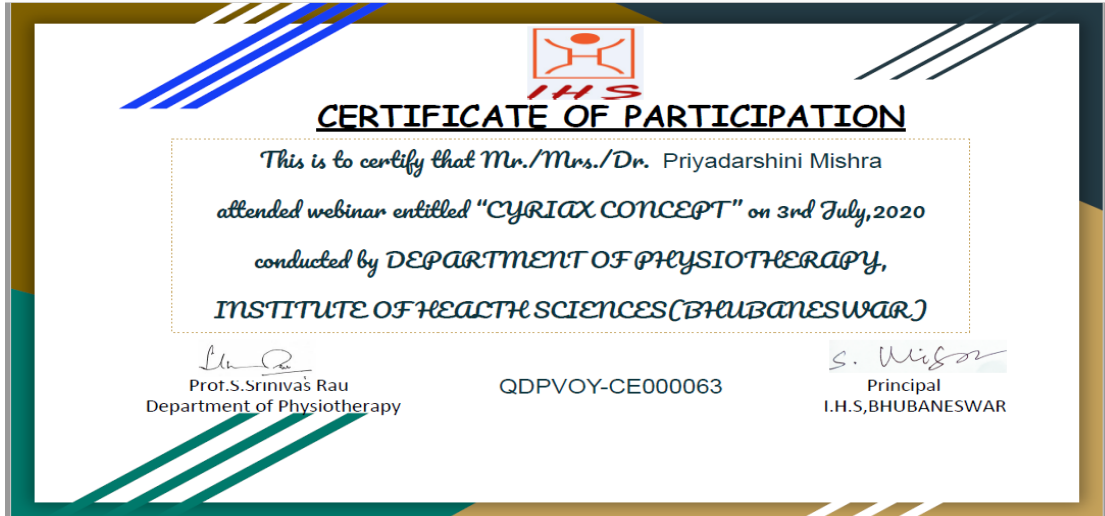 IHS
CERTIFICATE OF PARTICIPATION
This is to certify that Mr./Mrs./Dr. Priyadarshini Mishra
attended webinar entitled "CYRIAX CONCEPT" on 3rd July,2020
conducted by DEPARTMENT OF PHYSIOTHERAPY,
INSTITUTE OF HEALTH SCIENCES(BHUBANESWAR)
Prof.S.Srinivas Rau
Department of Physiotherapy
QDPVOY-CE000063
S.
Principal
I.H.S,BHUBANESWAR